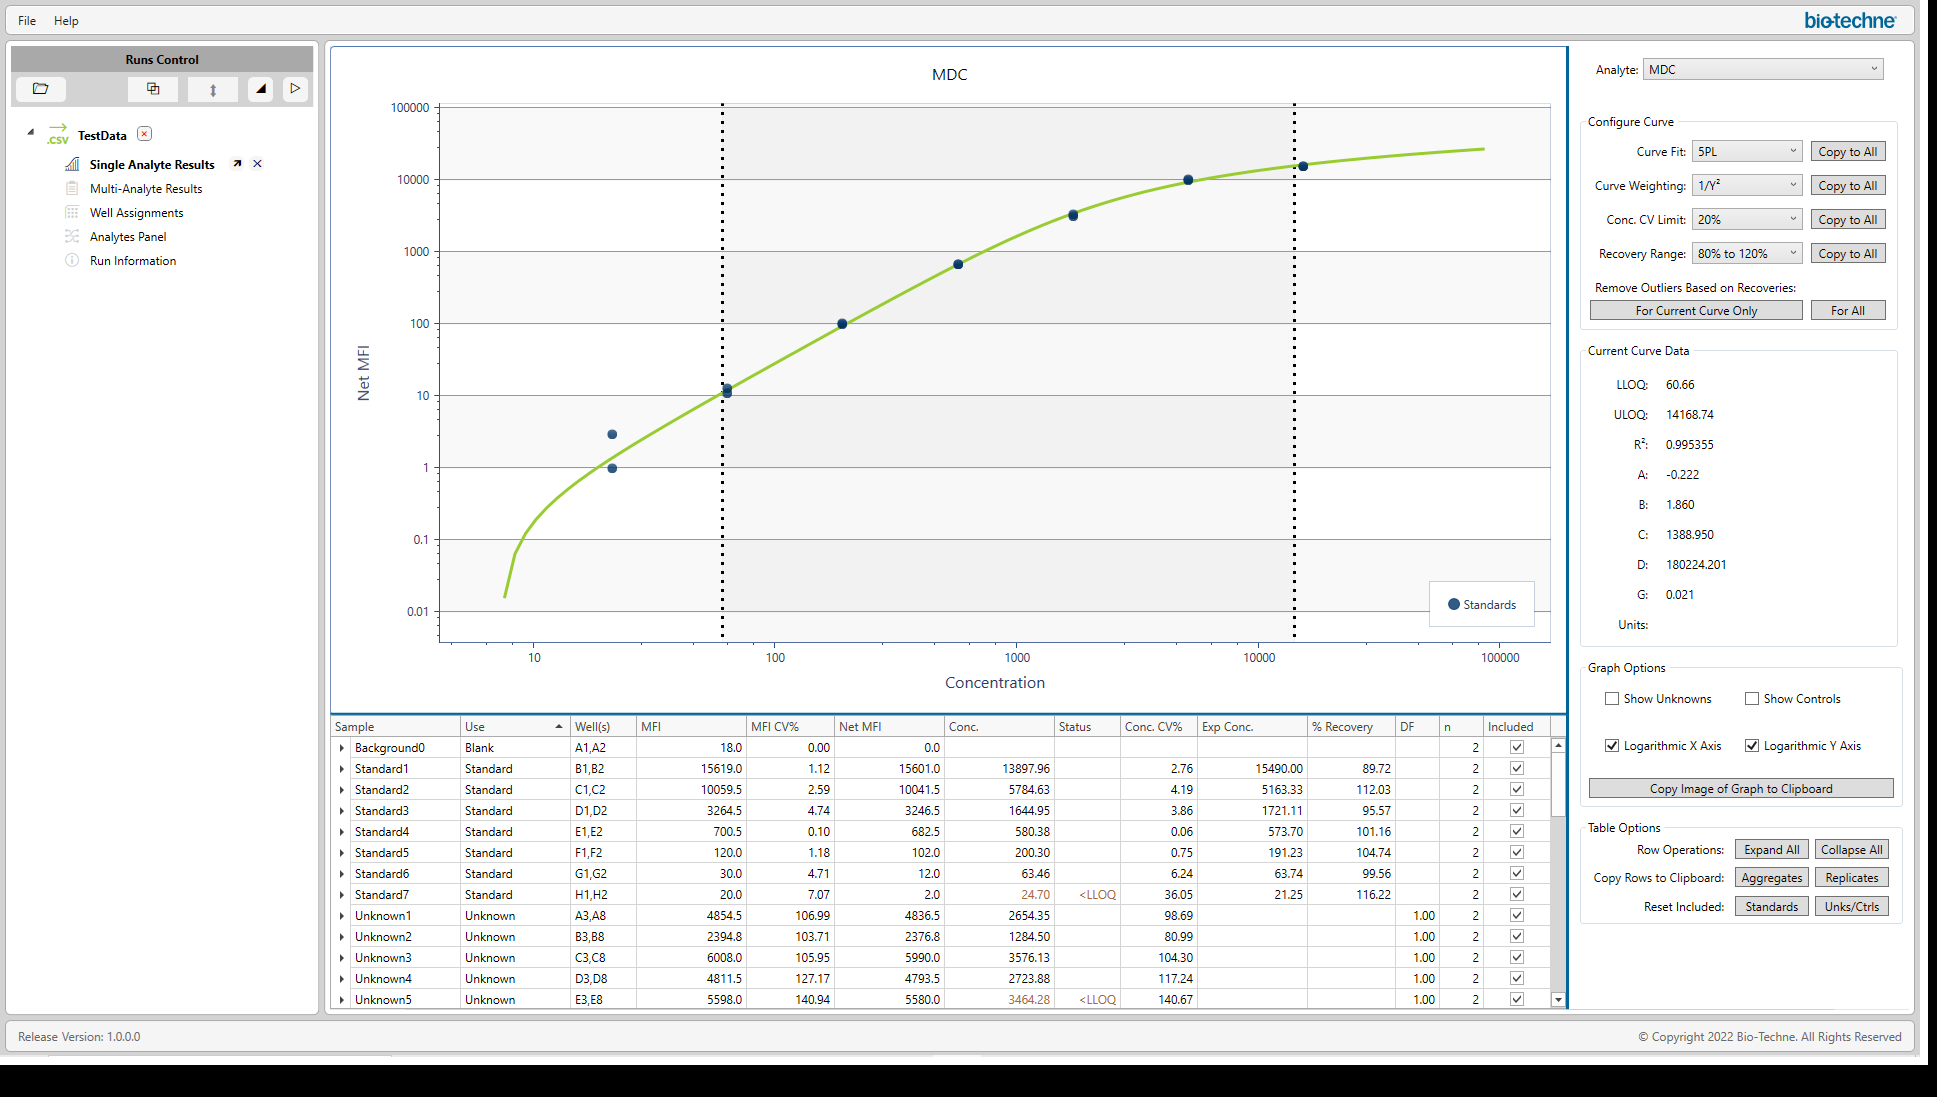 File Help
bio-techne
Runs Control
.csv TestData
Single Analyte Results
Multi-Analyte Results
Well Assignments
Analytes Panel
Run Information
MDC
100000
10000
1000
100
10
1
0.1
0.01
Net MFI
10 100 1000 10000 100000
Concentration
Standards
Analyte: MDC
Configure Curve
Curve Fit: 5PL Copy to All
Curve Weighting: 1/Y² Copy to All
Conc. CV Limit: 20% Copy to All
Recovery Range: 80% to 120% Copy to All
Remove Outliers Based on Recoveries:
For Current Curve Only For All
Current Curve Data
LLOQ: 60.66
ULOQ: 14168.74
R²: 0.995355
A: -0.222
B: 1.860
C: 1388.950
D: 180224.201
G: 0.021
Units:
Graph Options
Show Unknowns Show Controls
Logarithmic X Axis Logarithmic Y Axis
Copy Image of Graph to Clipboard
Table Options
Row Operations: Expand All Collapse All
Copy Rows to Clipboard: Aggregates Replicates
Reset Included: Standards Unks/Ctrls
Sample Use Well(s) MFI MFI CV% Net MFI Conc. Status Conc. CV% Exp Conc. % Recovery DF n Included
Background0 Blank A1,A2 18.0 0.00 0.0 2
Standard1 Standard B1,B2 15619.0 1.12 15601.0 13897.96 2.76 15490.00 89.72 2
Standard2 Standard C1,C2 10059.5 2.59 10041.5 5784.63 4.19 5163.33 112.03 2
Standard3 Standard D1,D2 3264.5 4.74 3246.5 1644.95 3.86 1721.11 95.57 2
Standard4 Standard E1,E2 700.5 0.10 682.5 580.38 0.06 573.70 101.16 2
Standard5 Standard F1,F2 120.0 1.18 102.0 200.30 0.75 191.23 104.74 2
Standard6 Standard G1,G2 30.0 4.71 12.0 63.46 6.24 63.74 99.56 2
Standard7 Standard H1,H2 20.0 7.07 2.0 24.70 <LLOQ 36.05 21.25 116.22 2
Unknown1 Unknown A3,A8 4854.5 106.99 4836.5 2654.35 98.69 1.00 2
Unknown2 Unknown B3,B8 2394.8 103.71 2376.8 1284.50 80.99 1.00 2
Unknown3 Unknown C3,C8 6008.0 105.95 5990.0 3576.13 104.30 1.00 2
Unknown4 Unknown D3,D8 4811.5 127.17 4793.5 2723.88 117.24 1.00 2
Unknown5 Unknown E3,E8 5598.0 140.94 5580.0 3464.28 <LLOQ 140.67 1.00 2
Release Version: 1.0.0.0
© Copyright 2022 Bio-Techne. All Rights Reserved